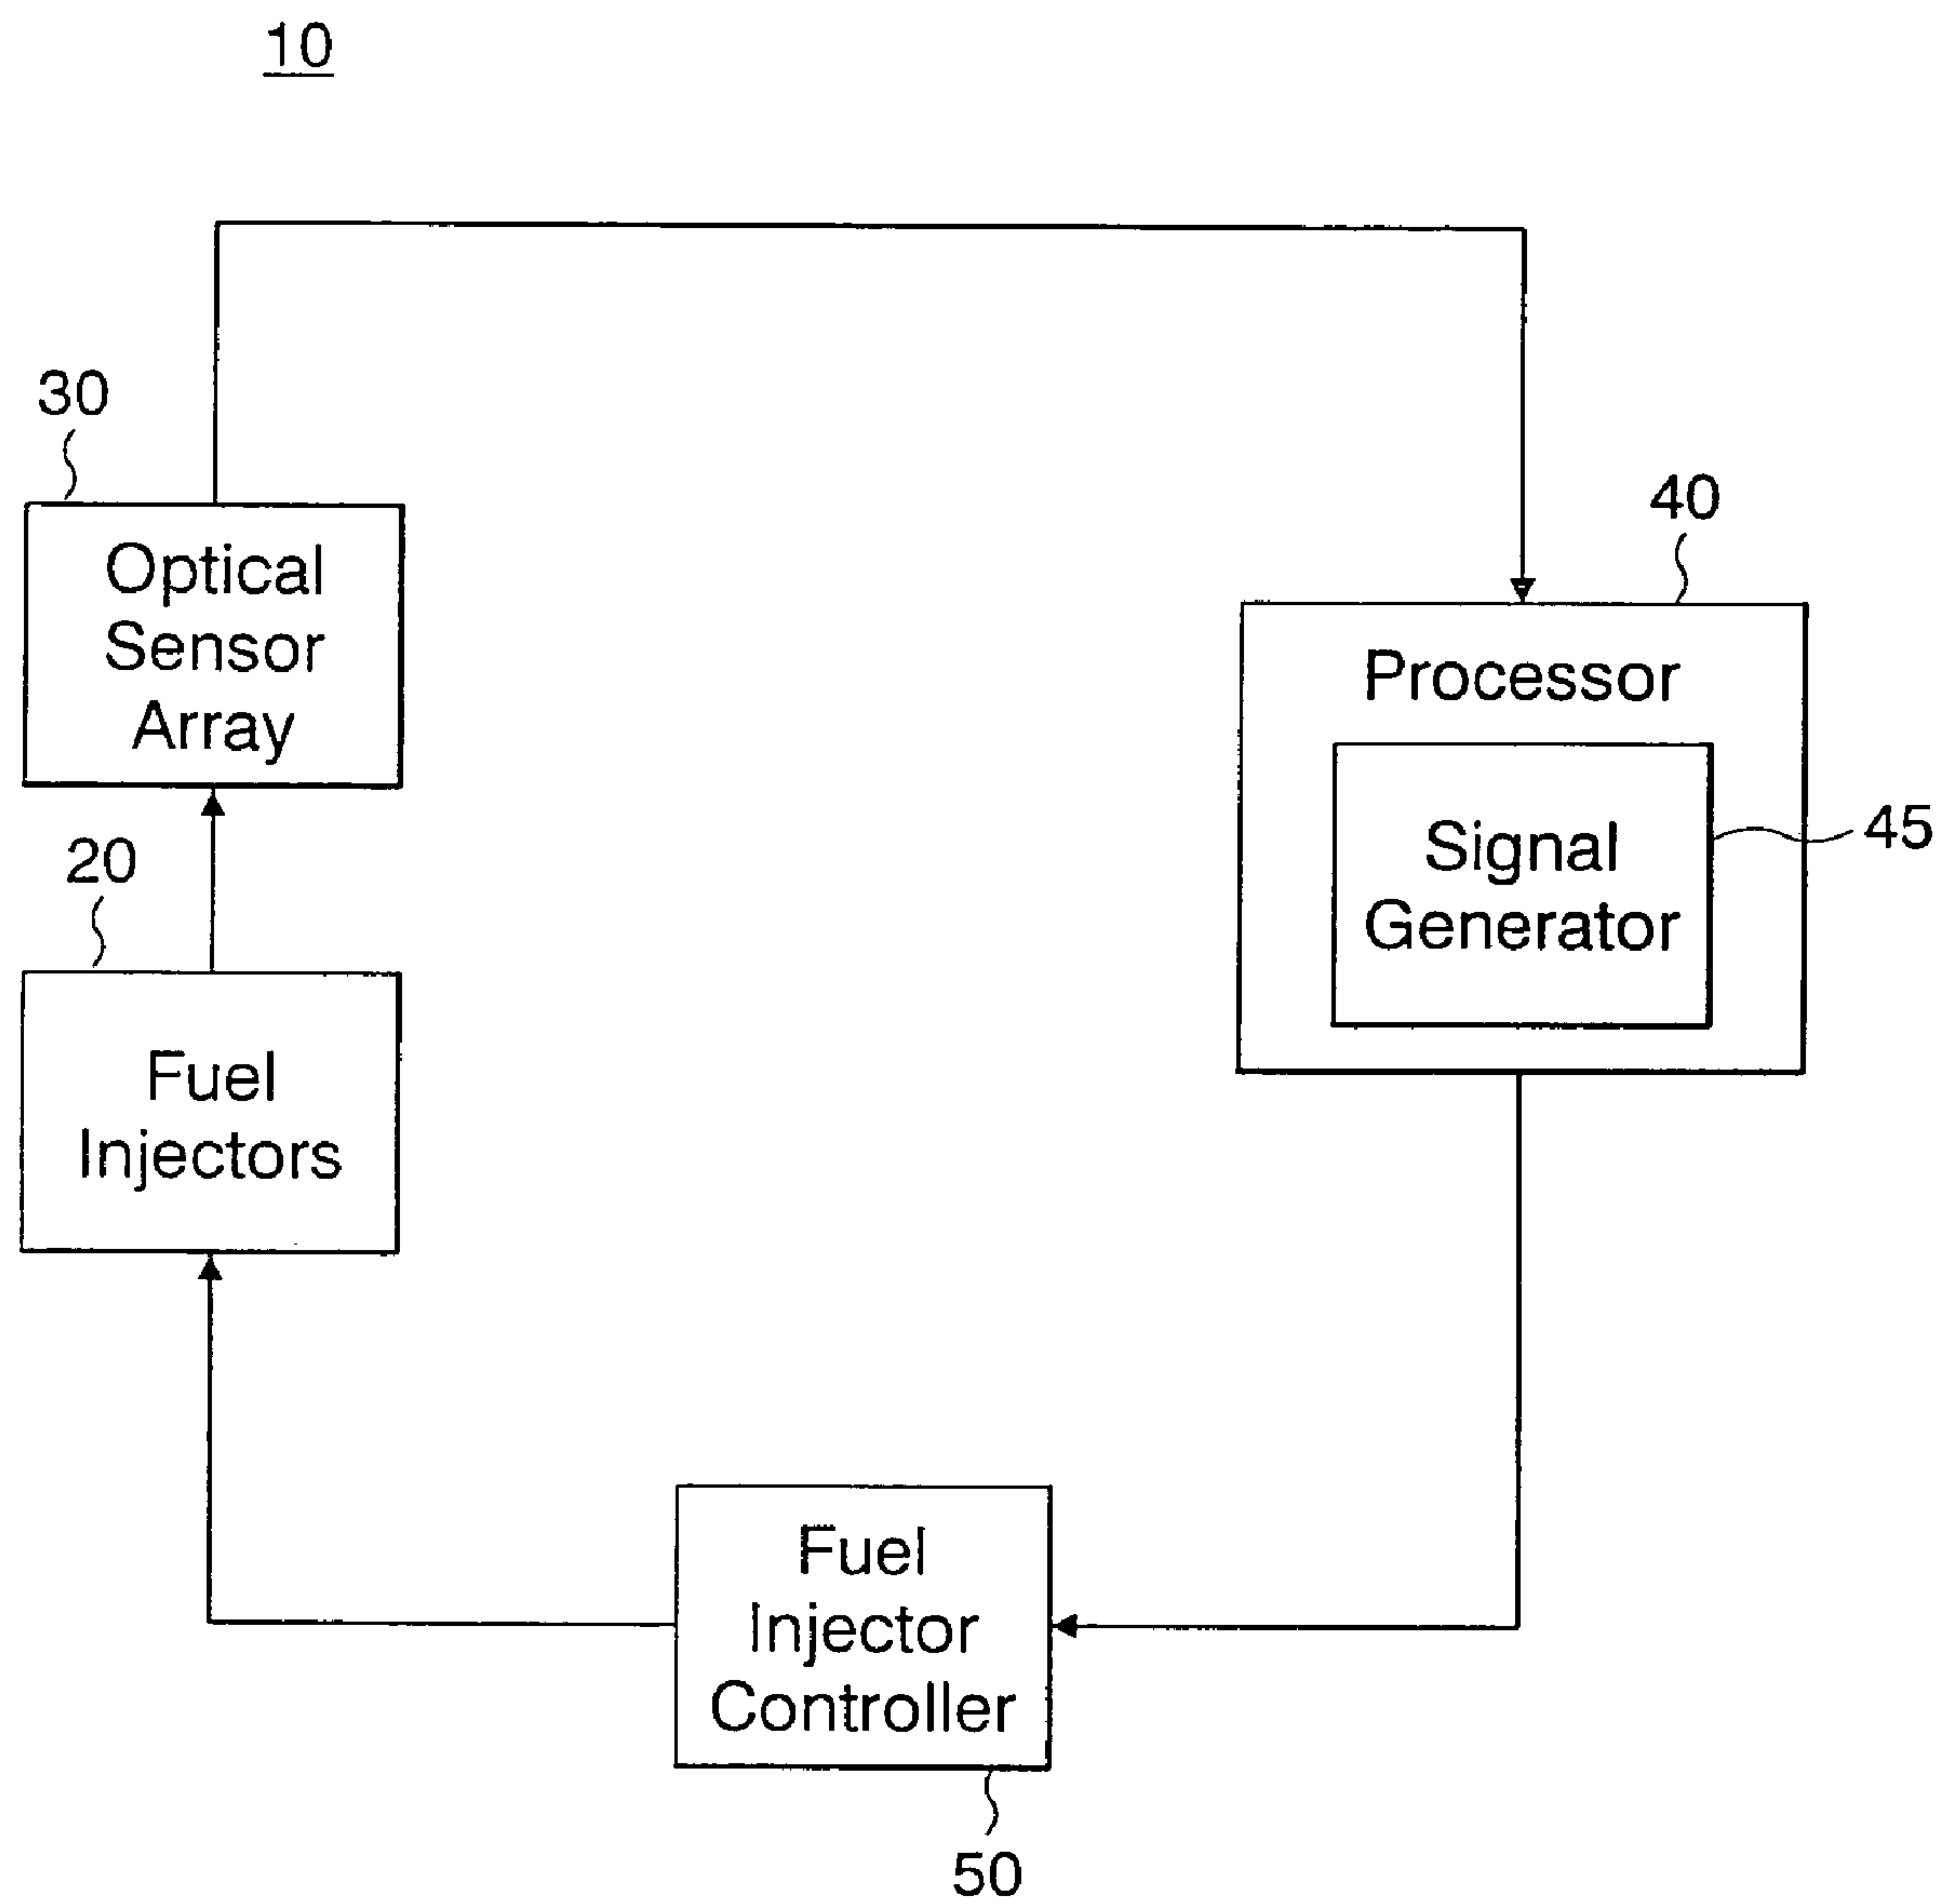 10
30
Optical
Sensor
Array
40
Processor
Signal
Generator
45
20
Fuel
Injectors
Fuel
Injector
Controller
50